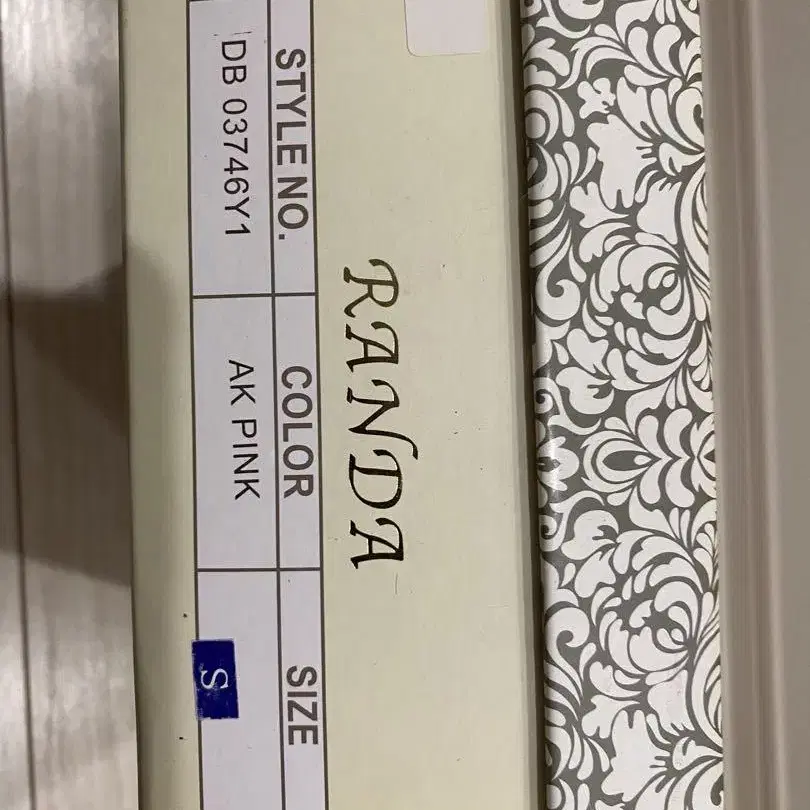 RANDA
STYLE NO. COLOR SIZE
DB 03746Y1 AK PINK S